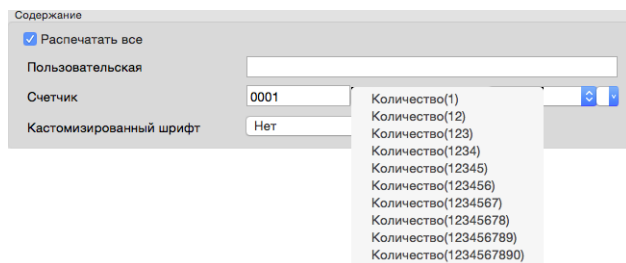 Содержание
Распечатать все
Пользовательская
Счетчик 0001
Кастомизированный шрифт Нет
Количество(1)
Количество(12)
Количество(123)
Количество(1234)
Количество(12345)
Количество(123456)
Количество(1234567)
Количество(12345678)
Количество(123456789)
Количество(1234567890)